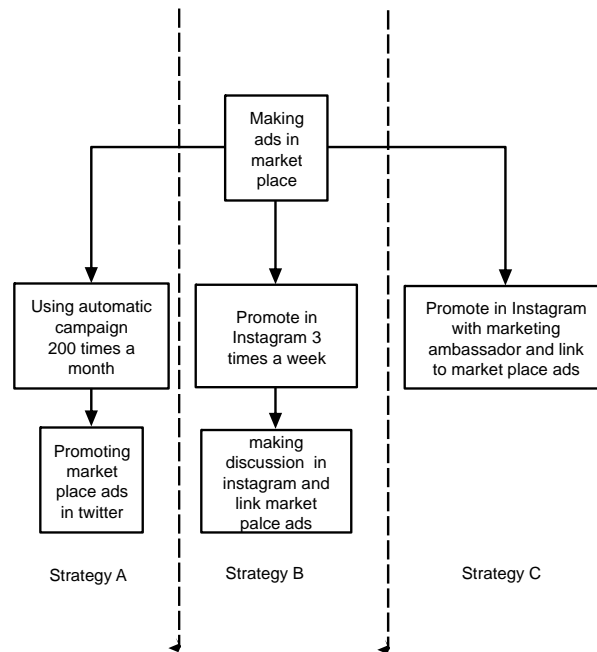 Making
ads in
market
place
Using automatic
campaign
200 times a
month
Promote in
Instagram 3
times a week
Promote in Instagram
with marketing
ambassador and link
to market place ads
Promoting
market
place ads
in twitter
making
discussion in
instagram and
link market
palce ads
Strategy A
Strategy B
Strategy C